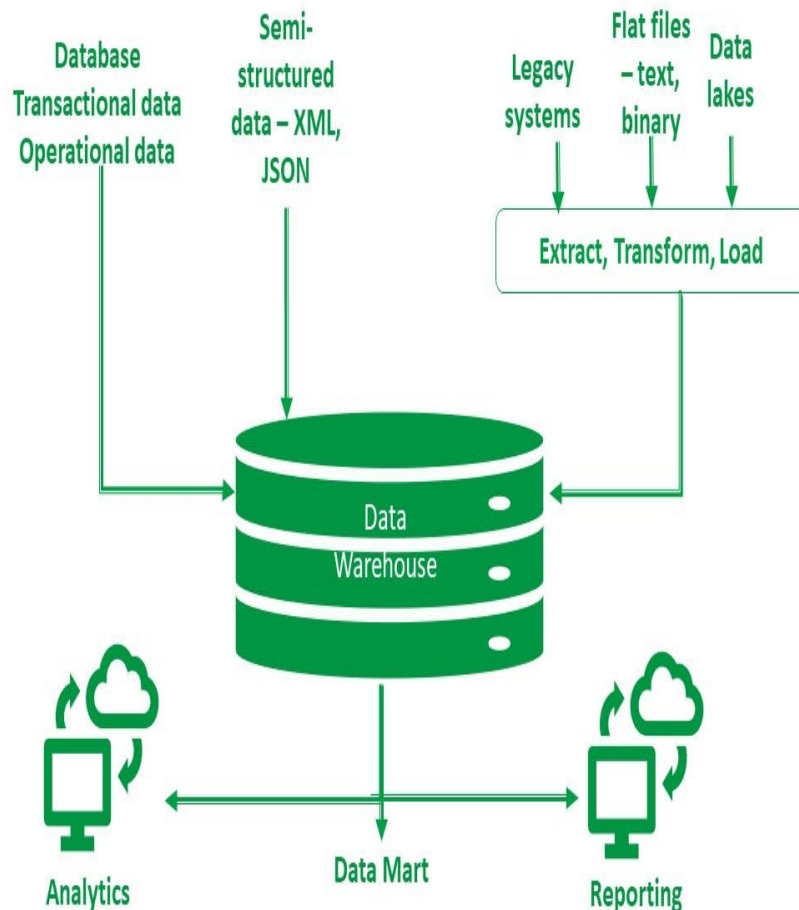 Database
Transactional data
Operational data
Semi-
structured
data – XML,
JSON
Legacy
systems
Flat files
– text,
binary
Data
lakes
Extract, Transform, Load
Data
Warehouse
Analytics
Data Mart
Reporting